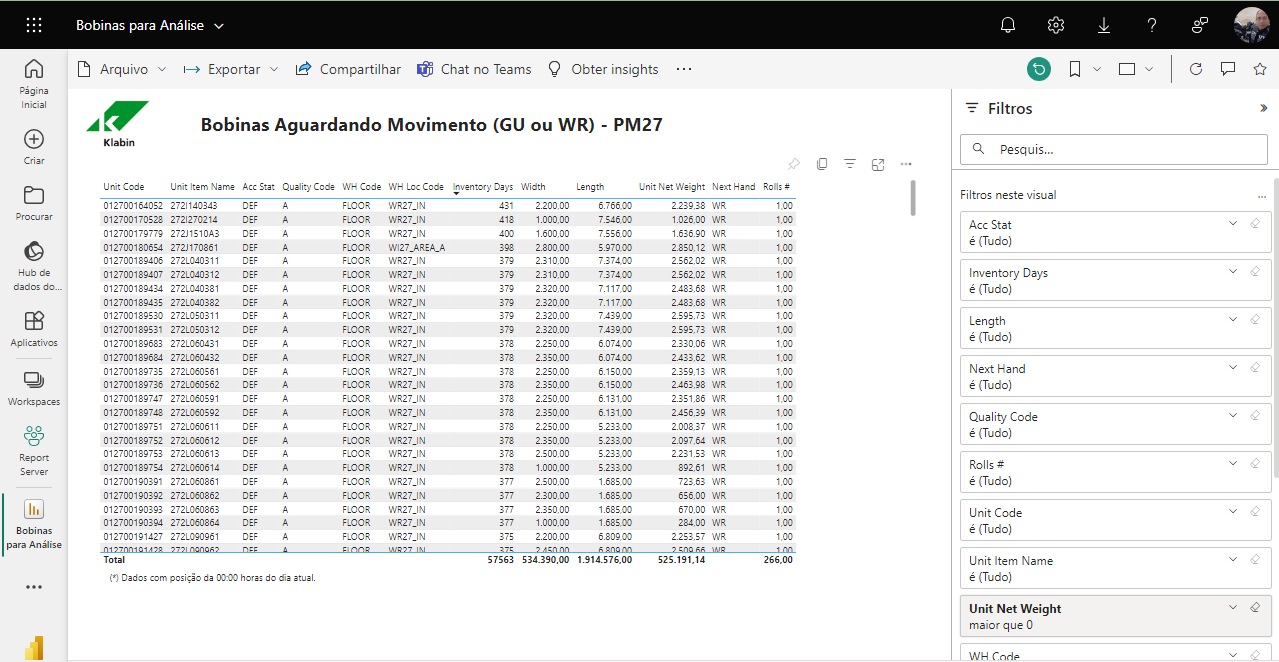 Bobinas para Análise
Arquivo Exportar Compartilhar Chat no Teams Obter insights ...
Página Inicial
Criar
Procurar
Hub de dados do...
Aplicativos
Workspaces
Report Server
Bobinas para Análise
Klabin
Bobinas Aguardando Movimento (GU ou WR) - PM27
Unit Code Unit Item Name Acc Stat Quality Code WH Code WH Loc Code Inventory Days Width Length Unit Net Weight Next Hand Rolls #
012700164052 272I140343 DEF A FLOOR WR27_IN 431 2.200,00 6.766,00 2.239,38 WR 1,00
012700170528 272I270214 DEF A FLOOR WR27_IN 418 1.000,00 7.546,00 1.026,00 WR 1,00
012700179779 272J1510A3 DEF A FLOOR WR27_IN 400 1.600,00 7.556,00 1.636,90 WR 1,00
012700180654 272J170861 DEF A FLOOR WI27_AREA_A 398 2.800,00 5.970,00 2.850,12 WR 1,00
012700189406 272L040311 DEF A FLOOR WR27_IN 379 2.310,00 7.374,00 2.562,02 WR 1,00
012700189407 272L040312 DEF A FLOOR WR27_IN 379 2.310,00 7.374,00 2.562,02 WR 1,00
012700189434 272L040381 DEF A FLOOR WR27_IN 379 2.320,00 7.117,00 2.483,68 WR 1,00
012700189435 272L040382 DEF A FLOOR WR27_IN 379 2.320,00 7.117,00 2.483,68 WR 1,00
012700189530 272L050311 DEF A FLOOR WR27_IN 379 2.320,00 7.439,00 2.595,73 WR 1,00
012700189531 272L050312 DEF A FLOOR WR27_IN 379 2.320,00 7.439,00 2.595,73 WR 1,00
012700189683 272L060431 DEF A FLOOR WR27_IN 378 2.250,00 6.074,00 2.330,06 WR 1,00
012700189684 272L060432 DEF A FLOOR WR27_IN 378 2.350,00 6.074,00 2.433,62 WR 1,00
012700189735 272L060561 DEF A FLOOR WR27_IN 378 2.250,00 6.150,00 2.359,13 WR 1,00
012700189736 272L060562 DEF A FLOOR WR27_IN 378 2.350,00 6.150,00 2.463,98 WR 1,00
012700189747 272L060591 DEF A FLOOR WR27_IN 378 2.250,00 6.131,00 2.351,86 WR 1,00
012700189748 272L060592 DEF A FLOOR WR27_IN 378 2.350,00 6.131,00 2.456,39 WR 1,00
012700189751 272L060611 DEF A FLOOR WR27_IN 378 2.250,00 5.233,00 2.008,37 WR 1,00
012700189752 272L060612 DEF A FLOOR WR27_IN 378 2.350,00 5.233,00 2.097,64 WR 1,00
012700189753 272L060613 DEF A FLOOR WR27_IN 378 2.500,00 5.233,00 2.231,53 WR 1,00
012700189754 272L060614 DEF A FLOOR WR27_IN 378 1.000,00 5.233,00 892,61 WR 1,00
012700190391 272L060861 DEF A FLOOR WR27_IN 377 2.500,00 1.685,00 723,63 WR 1,00
012700190392 272L060862 DEF A FLOOR WR27_IN 377 2.300,00 1.685,00 656,00 WR 1,00
012700190393 272L060863 DEF A FLOOR WR27_IN 377 2.350,00 1.685,00 670,00 WR 1,00
012700190394 272L060864 DEF A FLOOR WR27_IN 377 1.000,00 1.685,00 284,00 WR 1,00
012700191427 272L090961 DEF A FLOOR WR27_IN 375 2.200,00 6.809,00 2.253,57 WR 1,00
012700191428 272L090962 DEF A FLOOR WR27_IN 375 2.450,00 6.809,00 2.509,66 WR 1,00
Total 57563 534.390,00 1.914.576,00 525.191,14 266,00
(*) Dados com posição da 00:00 horas do dia atual.
Filtros
Pesquis...
Filtros neste visual ...
Acc Stat
é (Tudo)
Inventory Days
é (Tudo)
Length
é (Tudo)
Next Hand
é (Tudo)
Quality Code
é (Tudo)
Rolls #
é (Tudo)
Unit Code
é (Tudo)
Unit Item Name
é (Tudo)
Unit Net Weight
maior que 0
WH Code